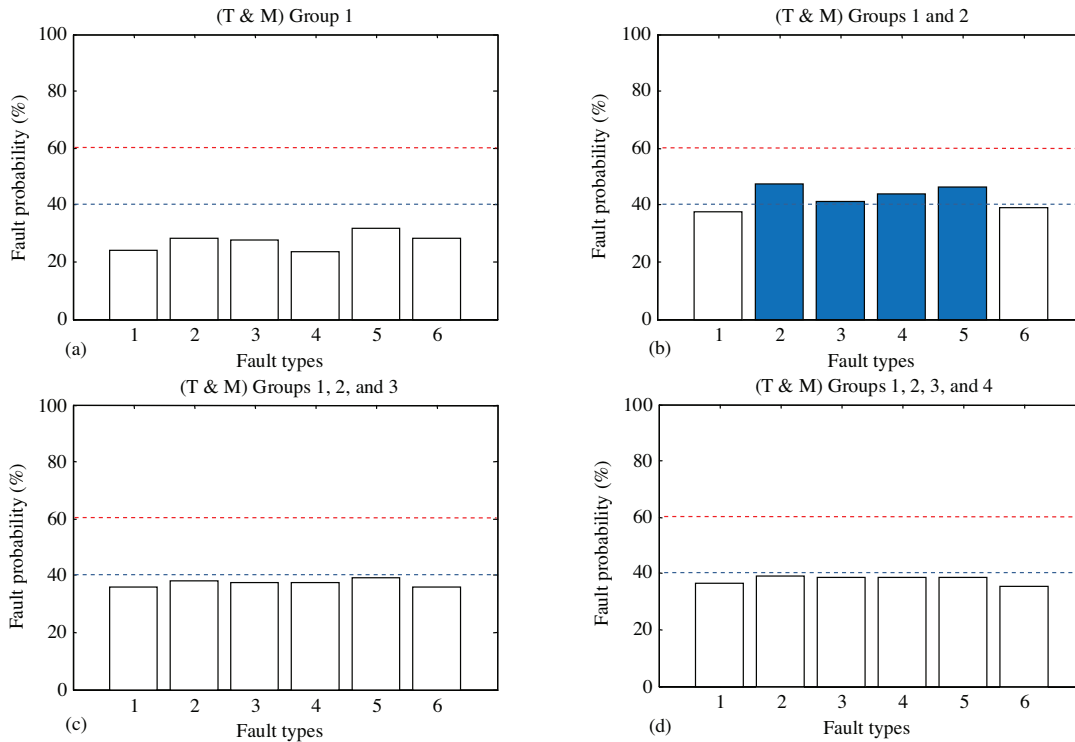 (T & M) Group 1
100
80
60
40
20
0
Fault probability (%)
1 2 3 4 5 6
(a)
Fault types
(T & M) Groups 1 and 2
100
80
60
40
20
0
Fault probability (%)
1 2 3 4 5 6
(b)
Fault types
(T & M) Groups 1, 2, and 3
100
80
60
40
20
0
Fault probability (%)
1 2 3 4 5 6
(c)
Fault types
(T & M) Groups 1, 2, 3, and 4
100
80
60
40
20
0
Fault probability (%)
1 2 3 4 5 6
(d)
Fault types